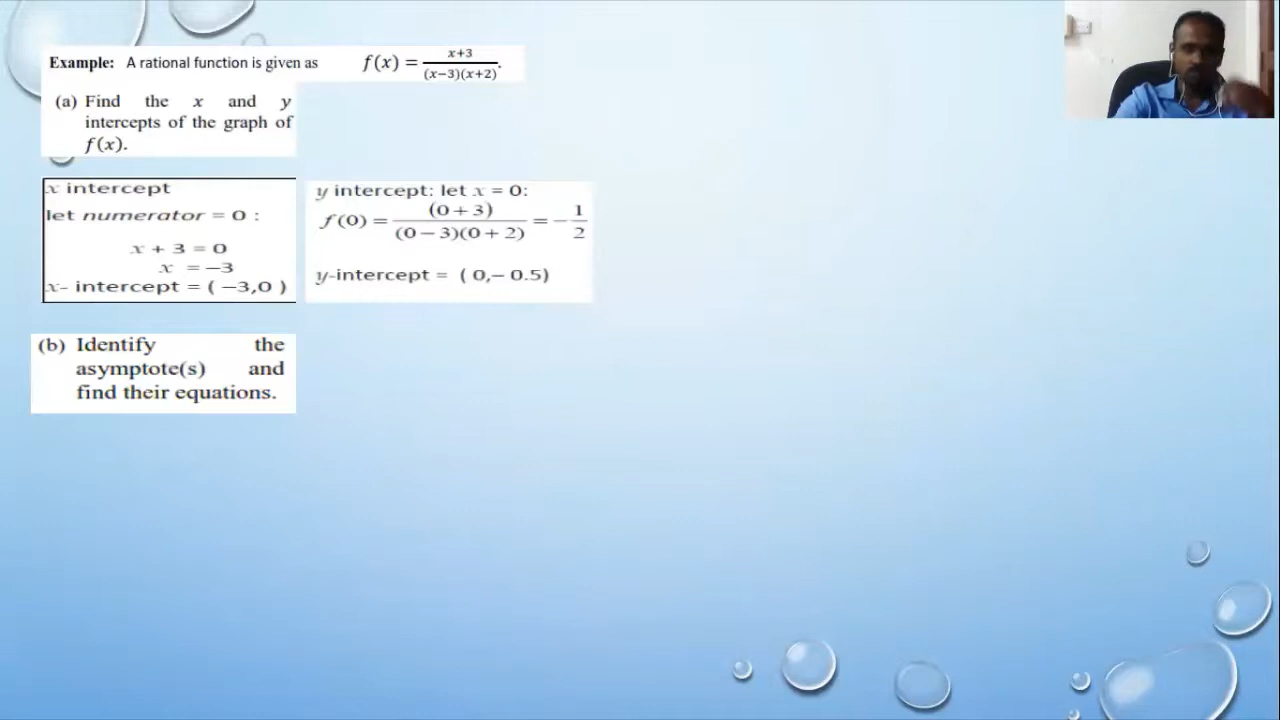 Example: A rational function is given as f(x) = x+3/(x−3)(x+2).
(a) Find the x and y
intercepts of the graph of
f(x).
x intercept
let numerator = 0 :
x + 3 = 0
x = −3
x- intercept = ( −3,0 )
y intercept: let x = 0:
f(0) = (0 + 3)/(0 − 3)(0 + 2) = −1/2
y-intercept = ( 0,− 0.5)
(b) Identify the
asymptote(s) and
find their equations.